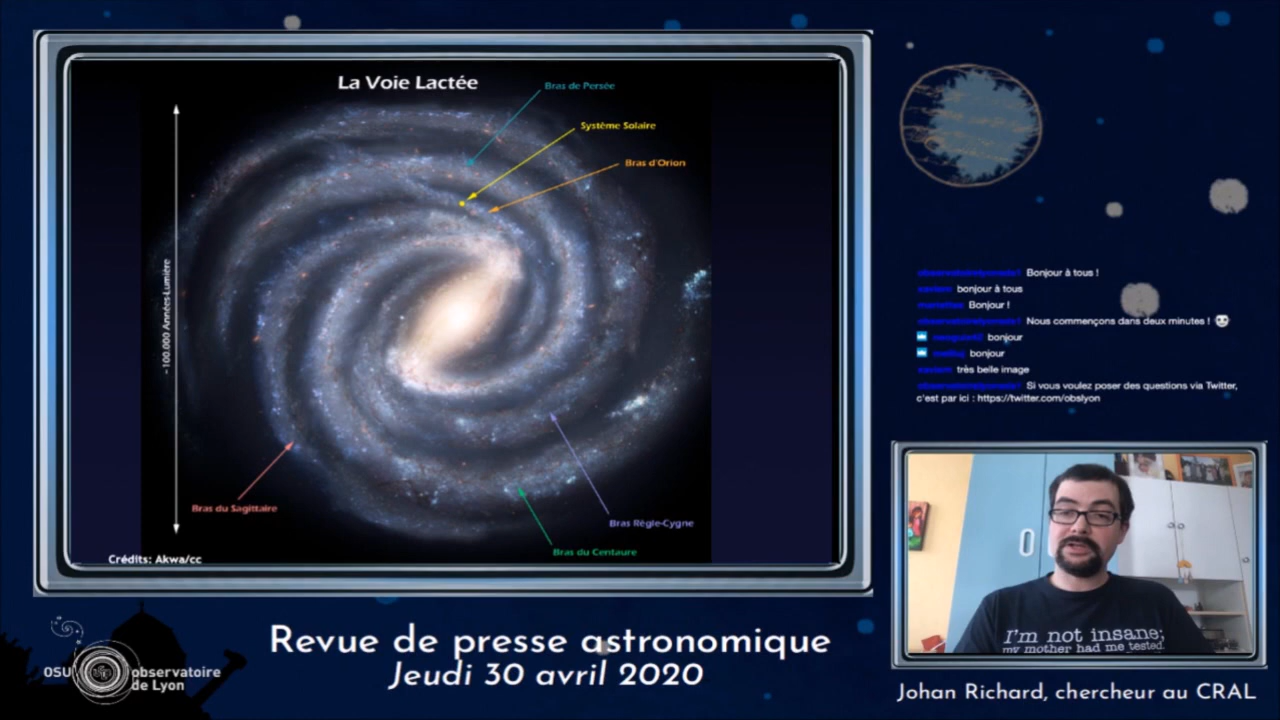 La Voie Lactée
Bras de Persée
Système Solaire
Bras d'Orion
~100.000 Années-Lumière
Bras du Sagittaire
Bras Règle-Cygne
Bras du Centaure
Crédits: Akwa/cc
Bonjour à tous !
bonjour à tous
Bonjour !
Nous commençons dans deux minutes !
bonjour
bonjour
très belle image
Si vous voulez poser des questions via Twitter,
c'est par ici : https://twitter.com/obslyon
I'm not insane;
my mother had me tested.
Johan Richard, chercheur au CRAL
Revue de presse astronomique
Jeudi 30 avril 2020
OSU
observatoire
de Lyon